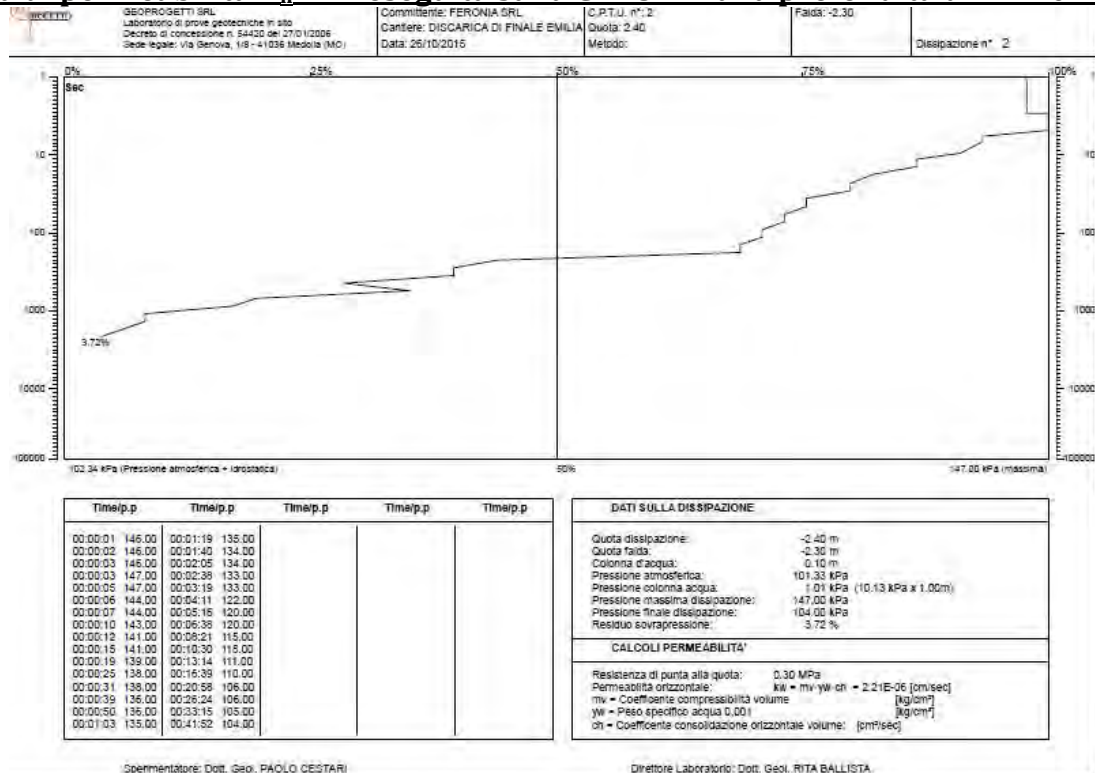 GEOPROGETTI SRL
Laboratorio di prove geotecniche in sito
Decreto di concessione n. 54420 del 27/01/2006
Sede legale: Via Genova, 1/8 - 41036 Medolla (MO)
Committente: FERONIA SRL
Cantiere: DISCARICA DI FINALE EMILIA
Data: 26/10/2015
C.P.T.U. n°: 2
Quota: 2.40
Metodo:
Falda: -2.30
Dissipazione n° 2
0% 25% 50% 75% 100%
Sec
1
10 10
100 100
1000 1000
3.72%
10000 10000
100000 100000
102.34 kPa (Pressione atmosferica + idrostatica) 50% 147.00 kPa (massima)
Time/p.p Time/p.p Time/p.p Time/p.p Time/p.p
00:00:01 146.00 00:01:19 135.00
00:00:02 146.00 00:01:40 134.00
00:00:03 146.00 00:02:05 134.00
00:00:03 147.00 00:02:38 133.00
00:00:05 147.00 00:03:19 133.00
00:00:06 144.00 00:04:11 122.00
00:00:07 144.00 00:05:16 120.00
00:00:10 143.00 00:06:38 120.00
00:00:12 141.00 00:08:21 115.00
00:00:15 141.00 00:10:30 118.00
00:00:19 139.00 00:13:14 111.00
00:00:25 138.00 00:16:39 110.00
00:00:31 138.00 00:20:58 106.00
00:00:39 136.00 00:26:24 106.00
00:00:50 136.00 00:33:15 105.00
00:01:03 135.00 00:41:52 104.00
DATI SULLA DISSIPAZIONE
Quota dissipazione: -2.40 m
Quota falda: -2.30 m
Colonna d'acqua: 0.10 m
Pressione atmosferica: 101.33 kPa
Pressione colonna acqua: 1.01 kPa (10.13 kPa x 1.00m)
Pressione massima dissipazione: 147.00 kPa
Pressione finale dissipazione: 104.00 kPa
Residuo sovrapressione: 3.72 %
CALCOLI PERMEABILITA'
Resistenza di punta alla quota: 0.30 MPa
Permeabilità orizzontale: kw = mv·yw·ch = 2.21E-06 [cm/sec]
mv = Coefficente compressibilità volume [kg/cm²]
yw = Peso specifico acqua 0.001 [kg/cm³]
ch = Coefficente consolidazione orizzontale volume: [cm²/sec]
Sperimentatore: Dott. Geol. PAOLO CESTARI
Direttore Laboratorio: Dott. Geol. RITA BALLISTA